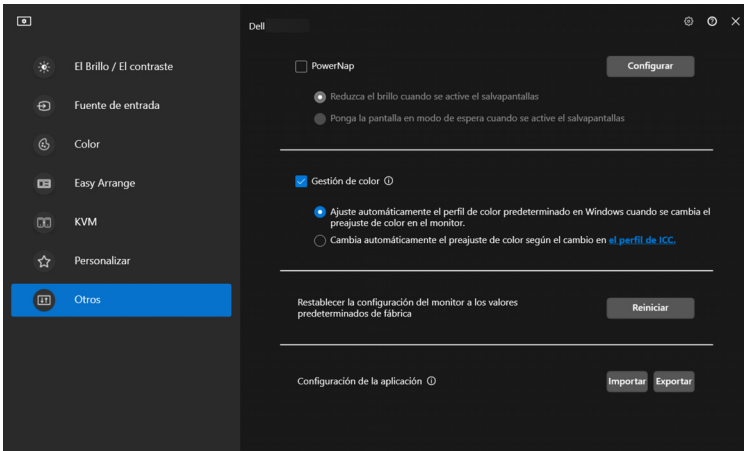 Dell
El Brillo / El contraste
Fuente de entrada
Color
Easy Arrange
KVM
Personalizar
Otros
PowerNap
Configurar
Reduzca el brillo cuando se active el salvapantallas
Ponga la pantalla en modo de espera cuando se active el salvapantallas
Gestión de color
Ajuste automáticamente el perfil de color predeterminado en Windows cuando se cambia el
preajuste de color en el monitor.
Cambia automáticamente el preajuste de color según el cambio en el perfil de ICC.
Restablecer la configuración del monitor a los valores
predeterminados de fábrica
Reiniciar
Configuración de la aplicación
Importar Exportar